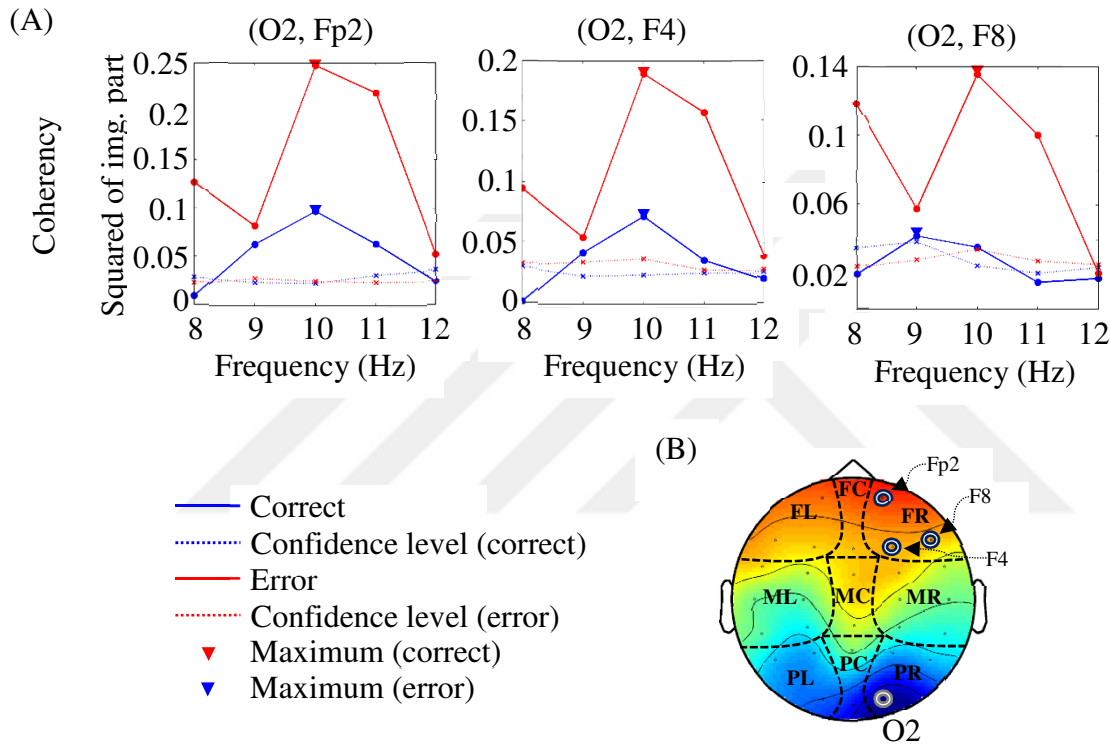 (A)
(O2, Fp2)
(O2, F4)
(O2, F8)
Coherency
Squared of img. part
0.25
0.2
0.15
0.1
0.05
0
8 9 10 11 12
Frequency (Hz)
0.2
0.15
0.1
0.05
0
8 9 10 11 12
Frequency (Hz)
0.14
0.1
0.06
0.02
8 9 10 11 12
Frequency (Hz)
Correct
Confidence level (correct)
Error
Confidence level (error)
Maximum (correct)
Maximum (error)
(B)
Fp2
F8
F4
FC
FL
FR
ML
MC
MR
PC
PL
PR
O2